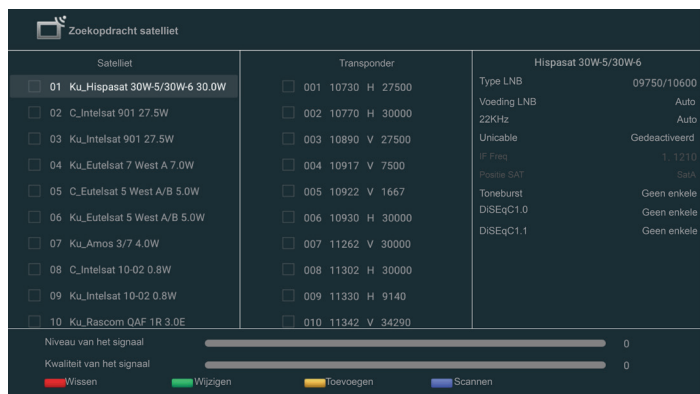 Zoekopdracht satelliet
Satelliet
01 Ku_Hispasat 30W-5/30W-6 30.0W
02 C_Intelsat 901 27.5W
03 Ku_Intelsat 901 27.5W
04 Ku_Eutelsat 7 West A 7.0W
05 C_Eutelsat 5 West A/B 5.0W
06 Ku_Eutelsat 5 West A/B 5.0W
07 Ku_Amos 3/7 4.0W
08 C_Intelsat 10-02 0.8W
09 Ku_Intelsat 10-02 0.8W
10 Ku_Rascom QAF 1R 3.0E
Transponder
001 10730 H 27500
002 10770 H 30000
003 10890 V 27500
004 10917 V 7500
005 10922 V 1667
006 10930 H 30000
007 11262 V 30000
008 11302 H 30000
009 11330 H 9140
010 11342 V 34290
Hispasat 30W-5/30W-6
Type LNB 09750/10600
Voeding LNB Auto
22KHz Auto
Unicable Gedeactiveerd
IF Freq 1, 1210
Positie SAT SatA
Toneburst Geen enkele
DiSEqC1.0 Geen enkele
DiSEqC1.1 Geen enkele
Niveau van het signaal 0
Kwaliteit van het signaal 0
Wissen Wijzigen Toevoegen Scannen